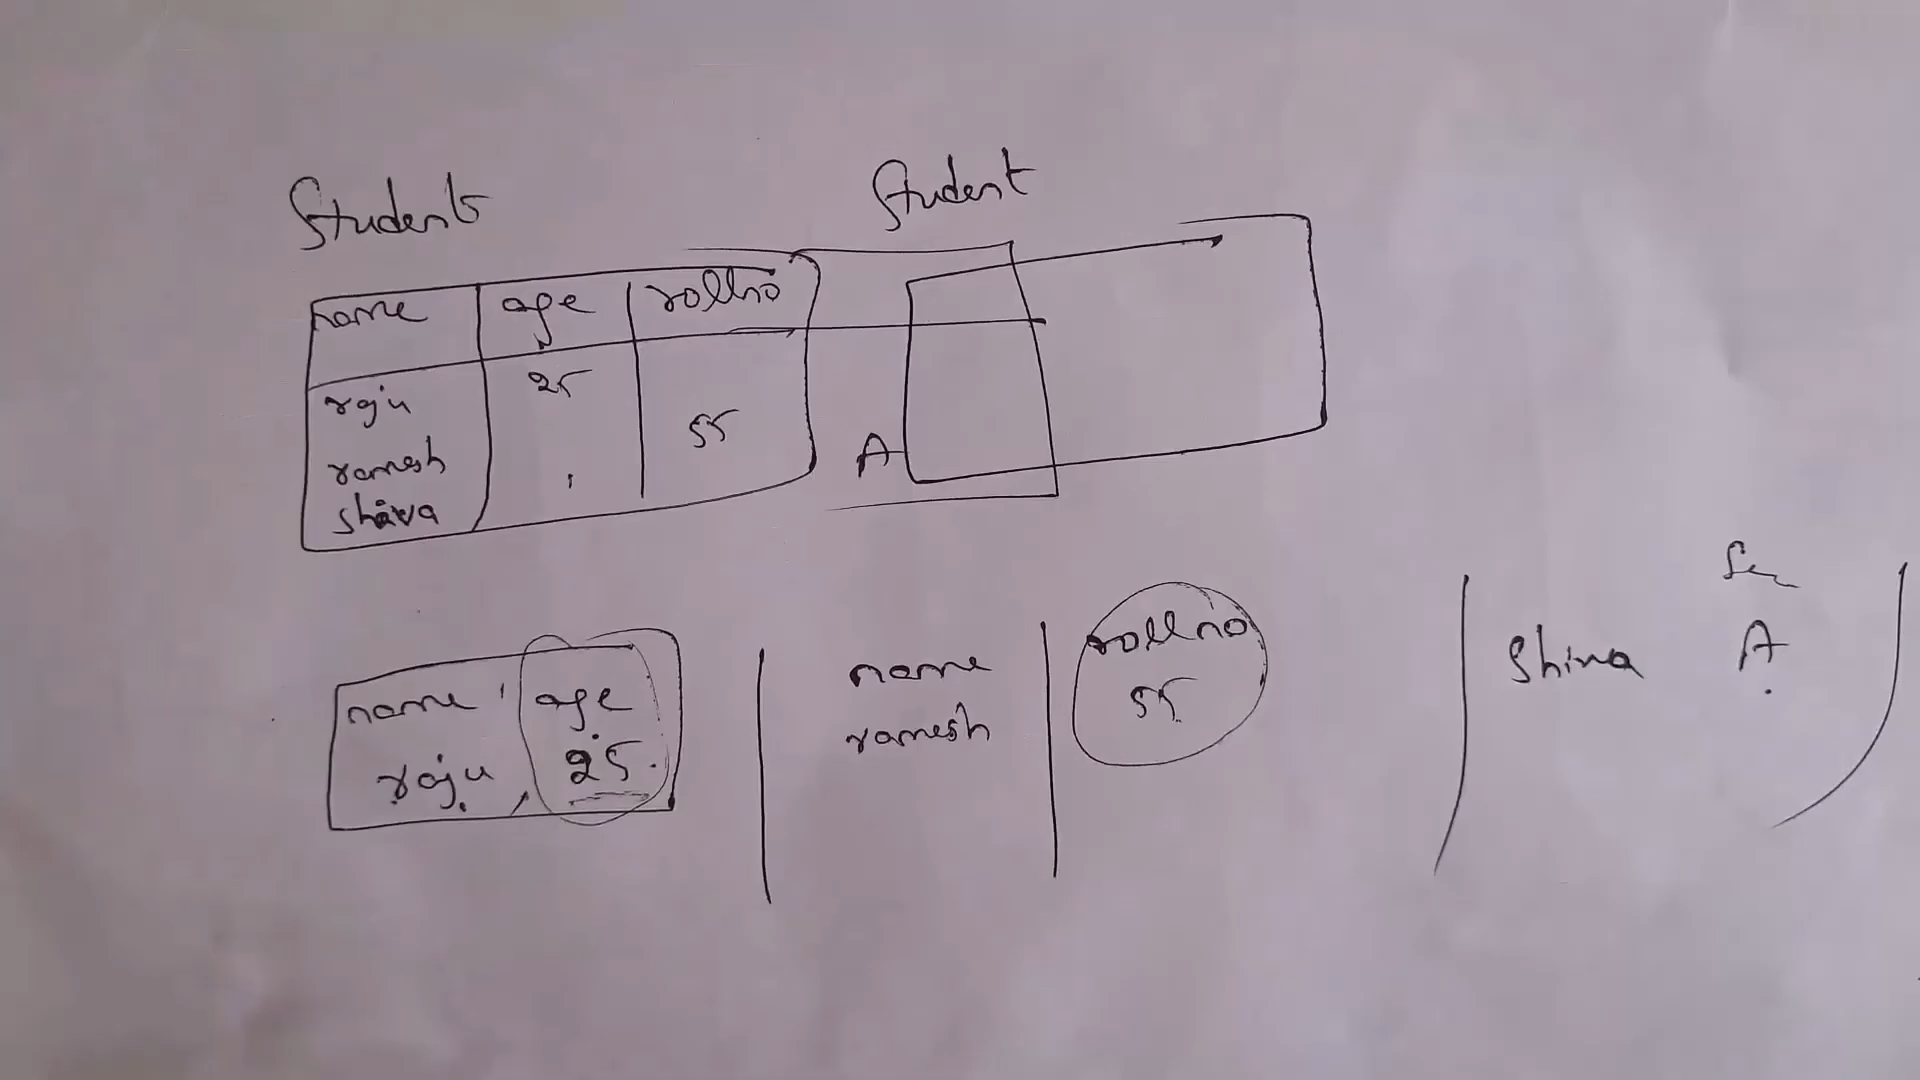 Students
Student
name age rollno
raju 25
55
ramesh
A
shiva
name, age
raju, 25.
name
ramesh
rollno
55
Shiva A